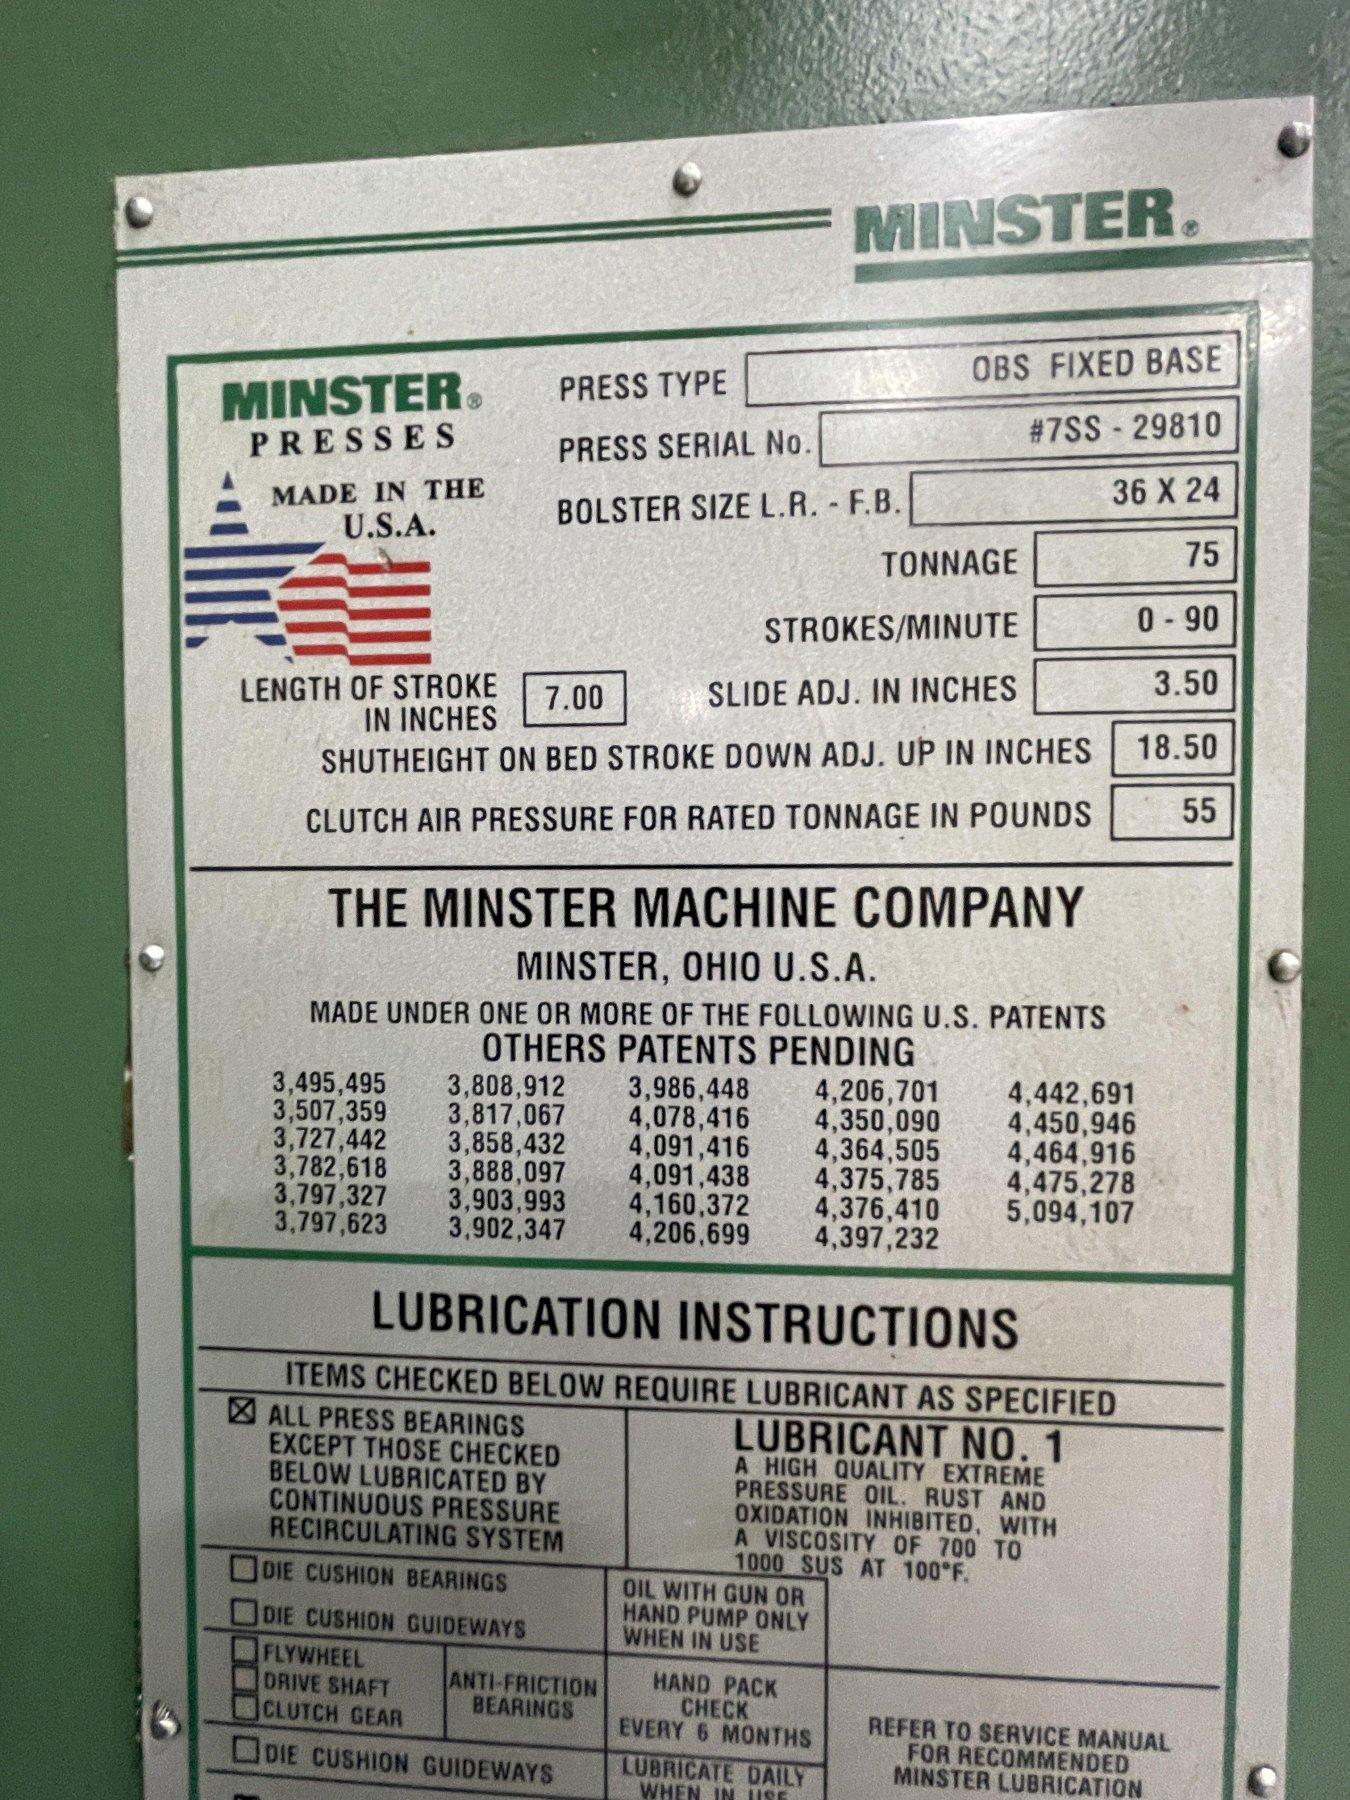 MINSTER®
MINSTER®
PRESSES
MADE IN THE
U.S.A.
PRESS TYPE OBS FIXED BASE
PRESS SERIAL No. #7SS - 29810
BOLSTER SIZE L.R. - F.B. 36 X 24
TONNAGE 75
STROKES/MINUTE 0 - 90
LENGTH OF STROKE
IN INCHES 7.00
SLIDE ADJ. IN INCHES 3.50
SHUTHEIGHT ON BED STROKE DOWN ADJ. UP IN INCHES 18.50
CLUTCH AIR PRESSURE FOR RATED TONNAGE IN POUNDS 55
THE MINSTER MACHINE COMPANY
MINSTER, OHIO U.S.A.
MADE UNDER ONE OR MORE OF THE FOLLOWING U.S. PATENTS
OTHERS PATENTS PENDING
3,495,495 3,808,912 3,986,448 4,206,701 4,442,691
3,507,359 3,817,067 4,078,416 4,350,090 4,450,946
3,727,442 3,858,432 4,091,416 4,364,505 4,464,916
3,782,618 3,888,097 4,091,438 4,375,785 4,475,278
3,797,327 3,903,993 4,160,372 4,376,410 5,094,107
3,797,623 3,902,347 4,206,699 4,397,232
LUBRICATION INSTRUCTIONS
ITEMS CHECKED BELOW REQUIRE LUBRICANT AS SPECIFIED
☒ ALL PRESS BEARINGS
EXCEPT THOSE CHECKED
BELOW LUBRICATED BY
CONTINUOUS PRESSURE
RECIRCULATING SYSTEM
LUBRICANT NO. 1
A HIGH QUALITY EXTREME
PRESSURE OIL. RUST AND
OXIDATION INHIBITED, WITH
A VISCOSITY OF 700 TO
1000 SUS AT 100°F.
☐ DIE CUSHION BEARINGS
☐ DIE CUSHION GUIDEWAYS
OIL WITH GUN OR
HAND PUMP ONLY
WHEN IN USE
☐ FLYWHEEL
☐ DRIVE SHAFT
☐ CLUTCH GEAR
ANTI-FRICTION
BEARINGS
HAND PACK
CHECK
EVERY 6 MONTHS
REFER TO SERVICE MANUAL
FOR RECOMMENDED
MINSTER LUBRICATION
☐ DIE CUSHION GUIDEWAYS
LUBRICATE DAILY
WHEN IN USE